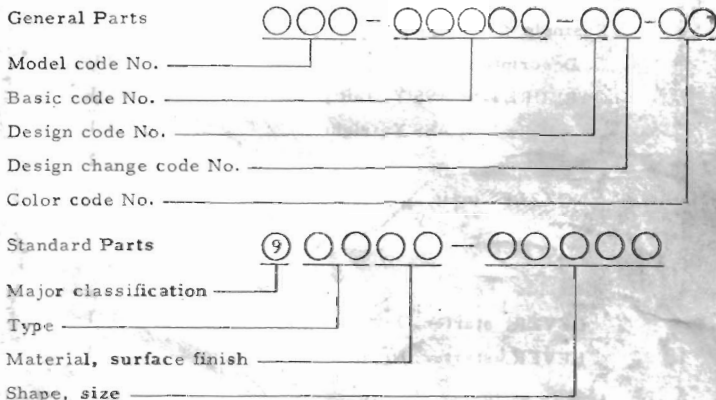 General Parts
Model code No.
Basic code No.
Design code No.
Design change code No.
Color code No.
Standard Parts 9
Major classification
Type
Material, surface finish
Shape, size